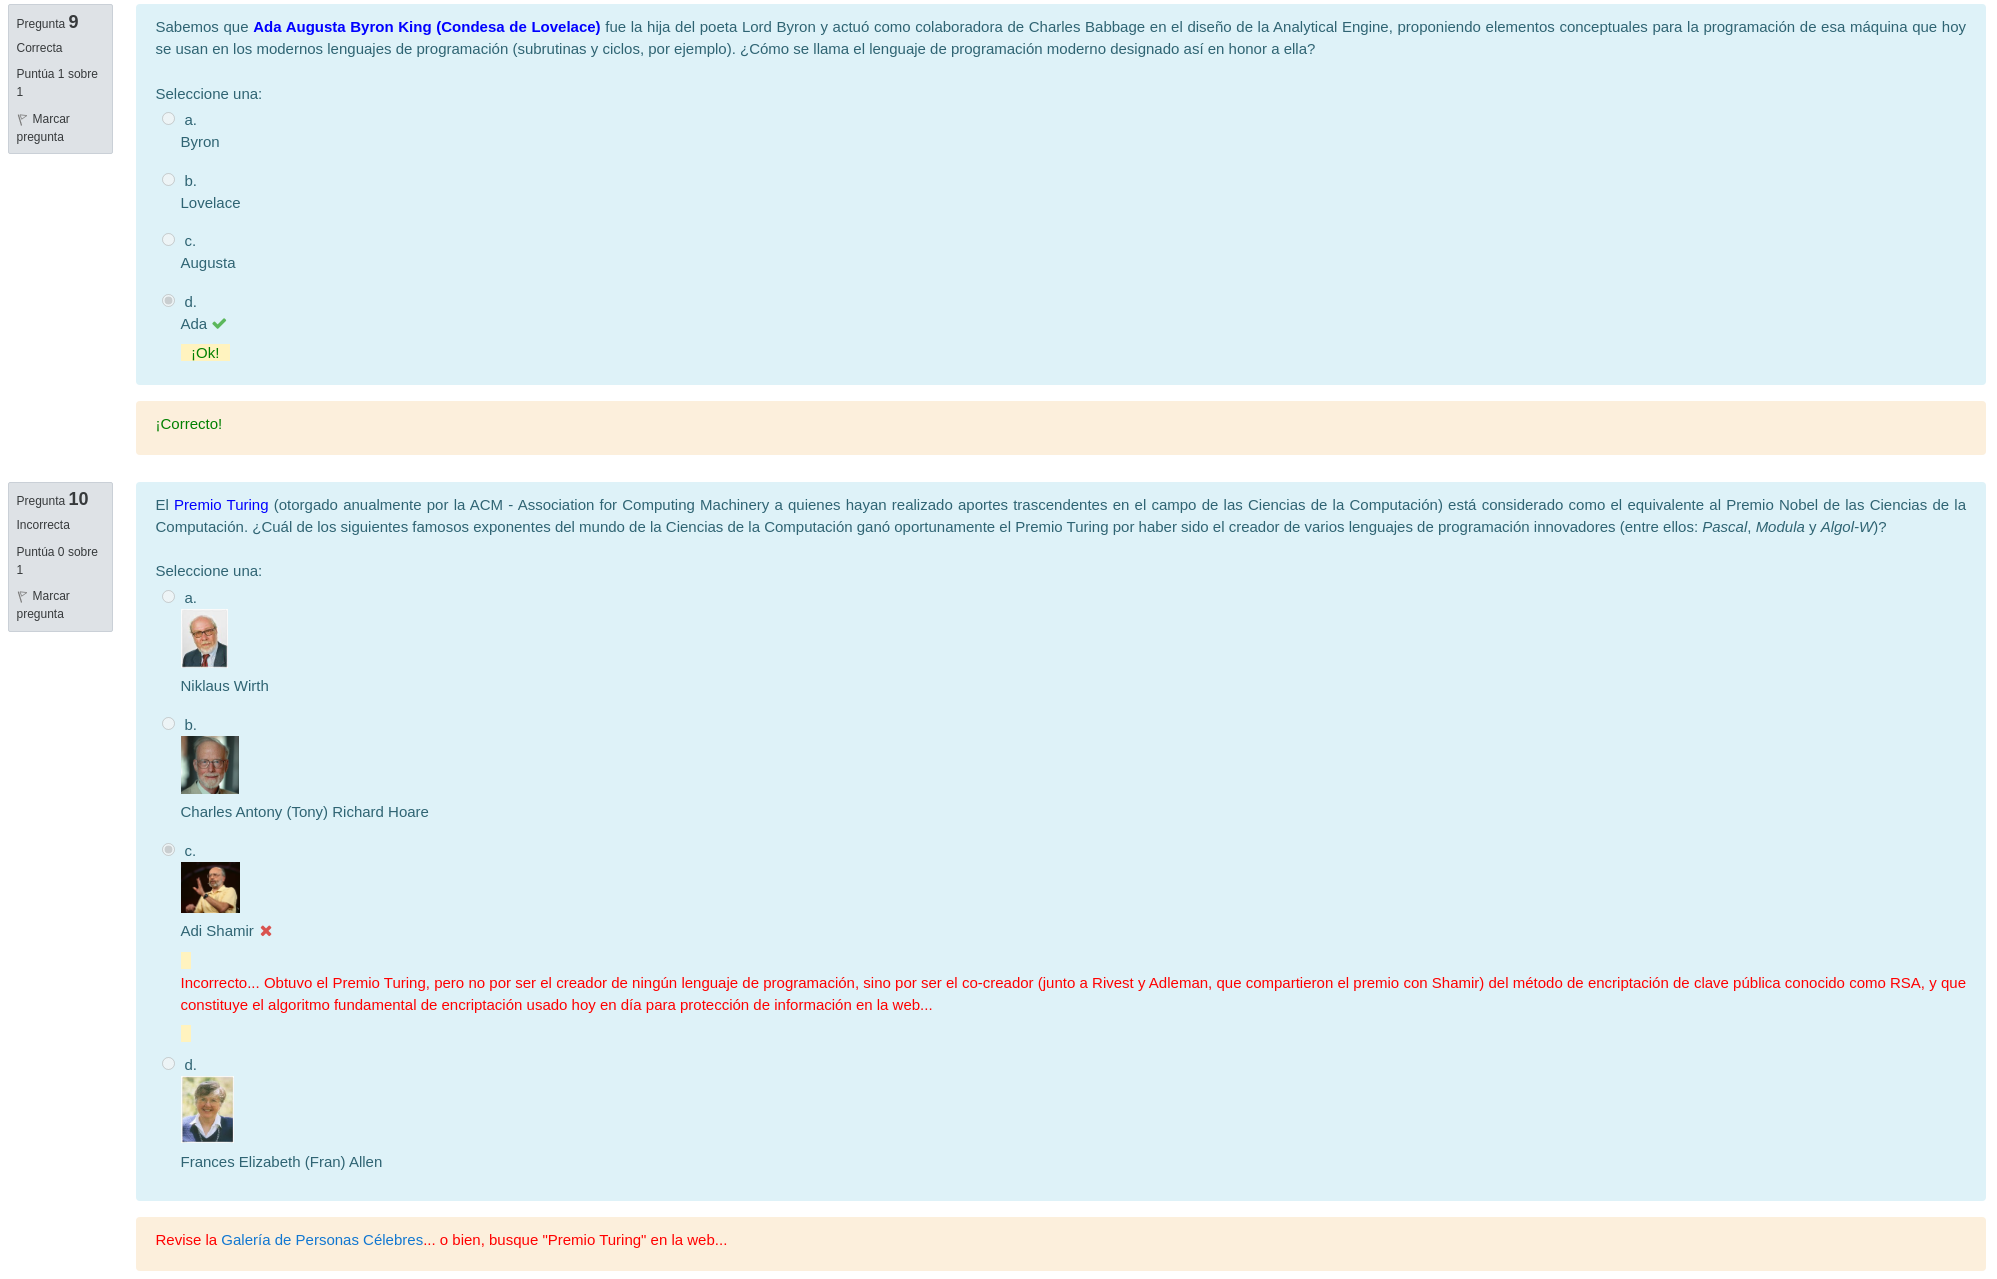 Pregunta 9
Correcta
Puntúa 1 sobre
1
Marcar
pregunta
Sabemos que Ada Augusta Byron King (Condesa de Lovelace) fue la hija del poeta Lord Byron y actuó como colaboradora de Charles Babbage en el diseño de la Analytical Engine, proponiendo elementos conceptuales para la programación de esa máquina que hoy
se usan en los modernos lenguajes de programación (subrutinas y ciclos, por ejemplo). ¿Cómo se llama el lenguaje de programación moderno designado así en honor a ella?
Seleccione una:
a.
Byron
b.
Lovelace
c.
Augusta
d.
Ada
¡Ok!
¡Correcto!
Pregunta 10
Incorrecta
Puntúa 0 sobre
1
Marcar
pregunta
El Premio Turing (otorgado anualmente por la ACM - Association for Computing Machinery a quienes hayan realizado aportes trascendentes en el campo de las Ciencias de la Computación) está considerado como el equivalente al Premio Nobel de las Ciencias de la
Computación. ¿Cuál de los siguientes famosos exponentes del mundo de la Ciencias de la Computación ganó oportunamente el Premio Turing por haber sido el creador de varios lenguajes de programación innovadores (entre ellos: Pascal, Modula y Algol-W)?
Seleccione una:
a.
Niklaus Wirth
b.
Charles Antony (Tony) Richard Hoare
c.
Adi Shamir
Incorrecto... Obtuvo el Premio Turing, pero no por ser el creador de ningún lenguaje de programación, sino por ser el co-creador (junto a Rivest y Adleman, que compartieron el premio con Shamir) del método de encriptación de clave pública conocido como RSA, y que
constituye el algoritmo fundamental de encriptación usado hoy en día para protección de información en la web...
d.
Frances Elizabeth (Fran) Allen
Revise la Galería de Personas Célebres... o bien, busque "Premio Turing" en la web...